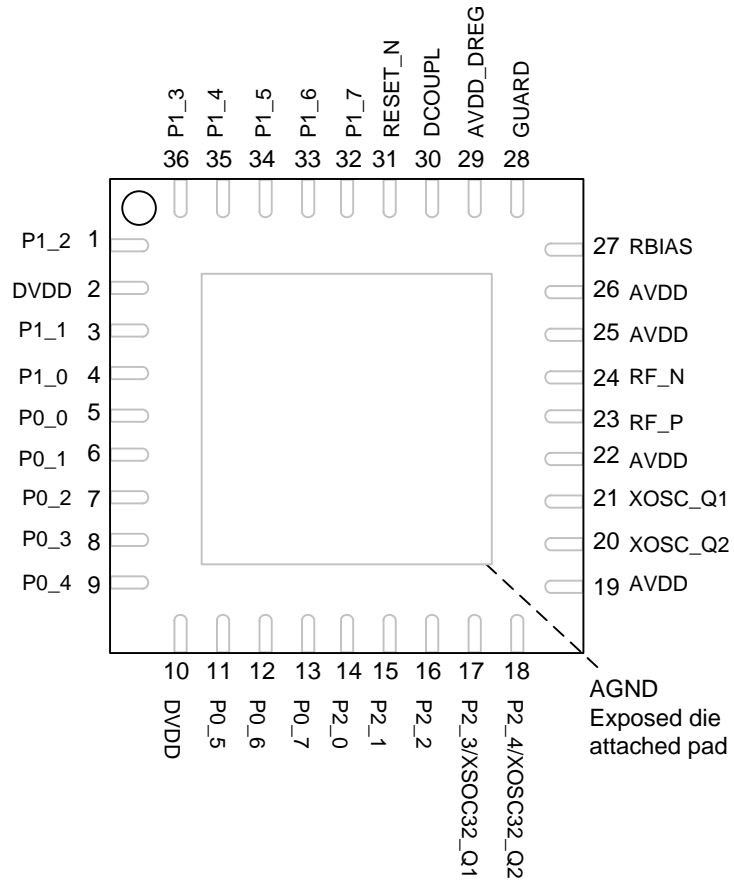 P1_3
P1_4
P1_5
P1_6
P1_7
RESET_N
DCOUPL
AVDD_DREG
GUARD
36 35 34 33 32 31 30 29 28
P1_2 1
DVDD 2
P1_1 3
P1_0 4
P0_0 5
P0_1 6
P0_2 7
P0_3 8
P0_4 9
27 RBIAS
26 AVDD
25 AVDD
24 RF_N
23 RF_P
22 AVDD
21 XOSC_Q1
20 XOSC_Q2
19 AVDD
10 11 12 13 14 15 16 17 18
DVDD
P0_5
P0_6
P0_7
P2_0
P2_1
P2_2
P2_3/XSOC32_Q1
P2_4/XOSC32_Q2
AGND
Exposed die
attached pad